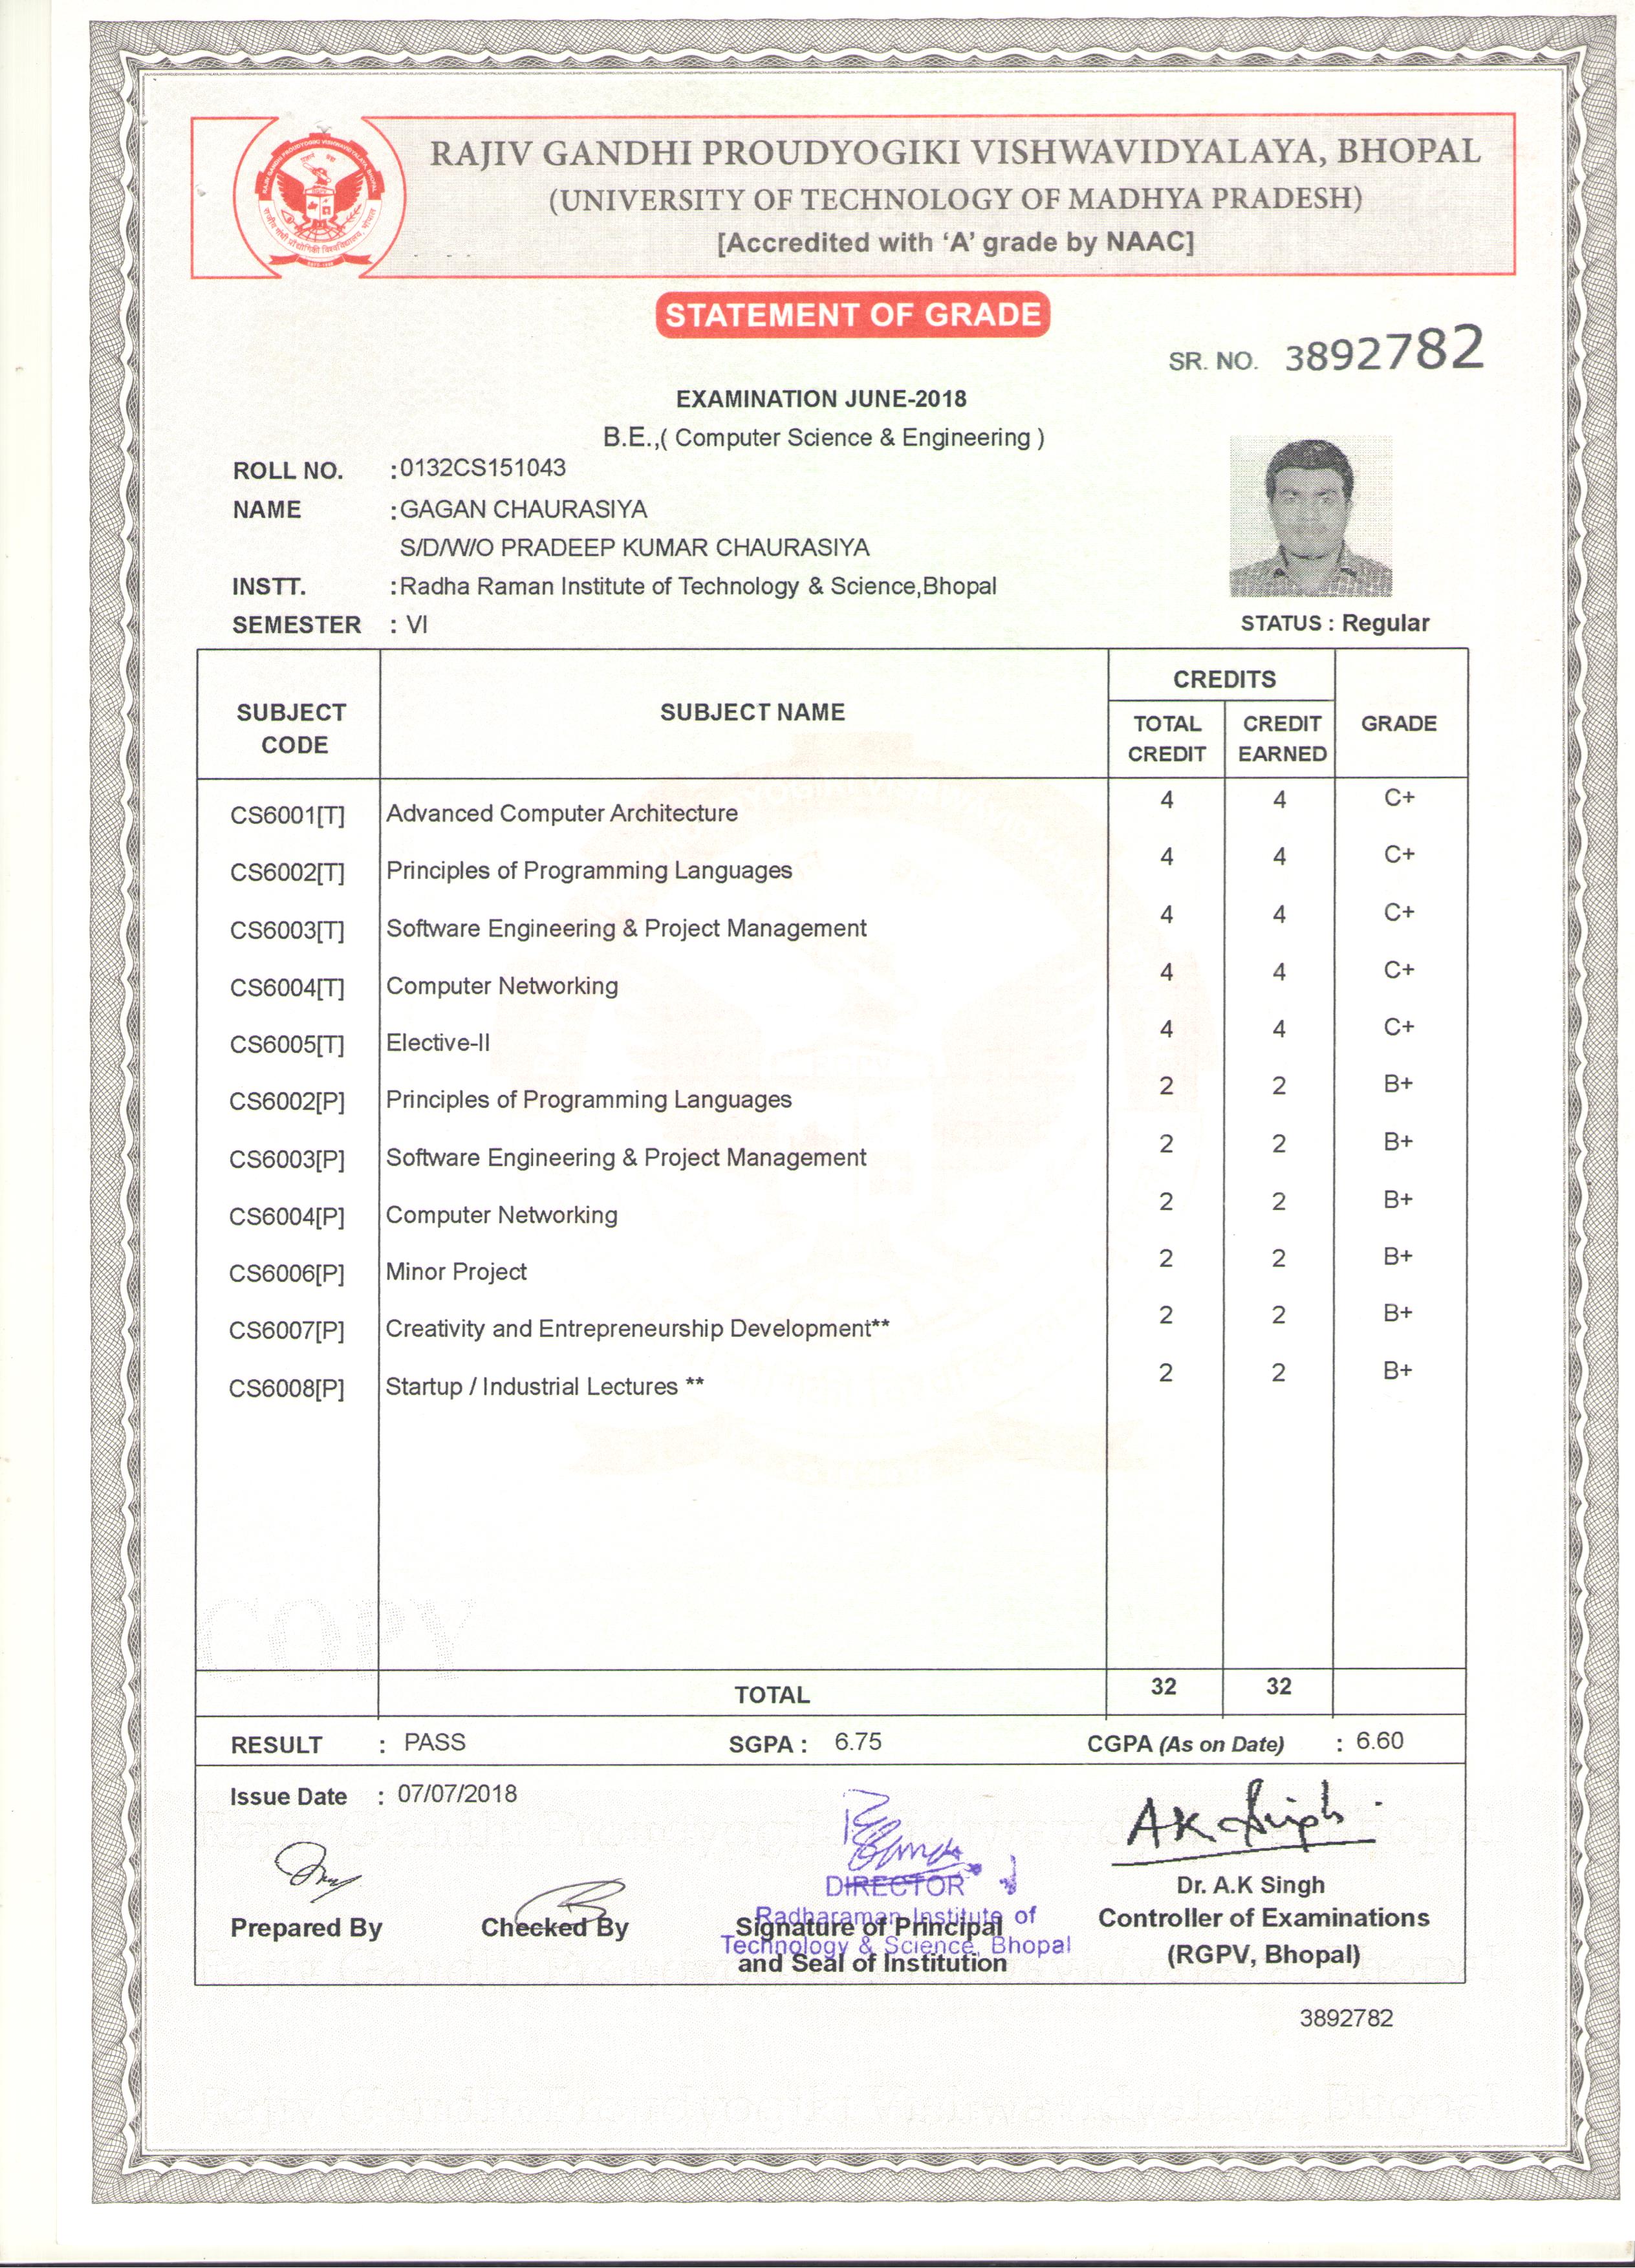 RAJIV GANDHI PROUDYOGIKI VISHWAVIDYALAYA, BHOPAL
(UNIVERSITY OF TECHNOLOGY OF MADHYA PRADESH)
[Accredited with ‘A’ grade by NAAC]
STATEMENT OF GRADE
SR. NO. 3892782
EXAMINATION JUNE-2018
B.E.,( Computer Science & Engineering )
ROLL NO. :0132CS151043
NAME :GAGAN CHAURASIYA
S/D/W/O PRADEEP KUMAR CHAURASIYA
INSTT. :Radha Raman Institute of Technology & Science,Bhopal
SEMESTER : VI STATUS : Regular
SUBJECT CODE SUBJECT NAME CREDITS TOTAL CREDIT CREDIT EARNED GRADE
CS6001[T] Advanced Computer Architecture 4 4 C+
CS6002[T] Principles of Programming Languages 4 4 C+
CS6003[T] Software Engineering & Project Management 4 4 C+
CS6004[T] Computer Networking 4 4 C+
CS6005[T] Elective-II 4 4 C+
CS6002[P] Principles of Programming Languages 2 2 B+
CS6003[P] Software Engineering & Project Management 2 2 B+
CS6004[P] Computer Networking 2 2 B+
CS6006[P] Minor Project 2 2 B+
CS6007[P] Creativity and Entrepreneurship Development** 2 2 B+
CS6008[P] Startup / Industrial Lectures ** 2 2 B+
COPY
TOTAL 32 32
RESULT : PASS SGPA : 6.75 CGPA (As on Date) : 6.60
Issue Date : 07/07/2018
AK Singh
DIRECTOR
Radharaman Institute of
Technology & Science, Bhopal
Prepared By
Checked By
Signature of Principal
and Seal of Institution
Dr. A.K Singh
Controller of Examinations
(RGPV, Bhopal)
3892782